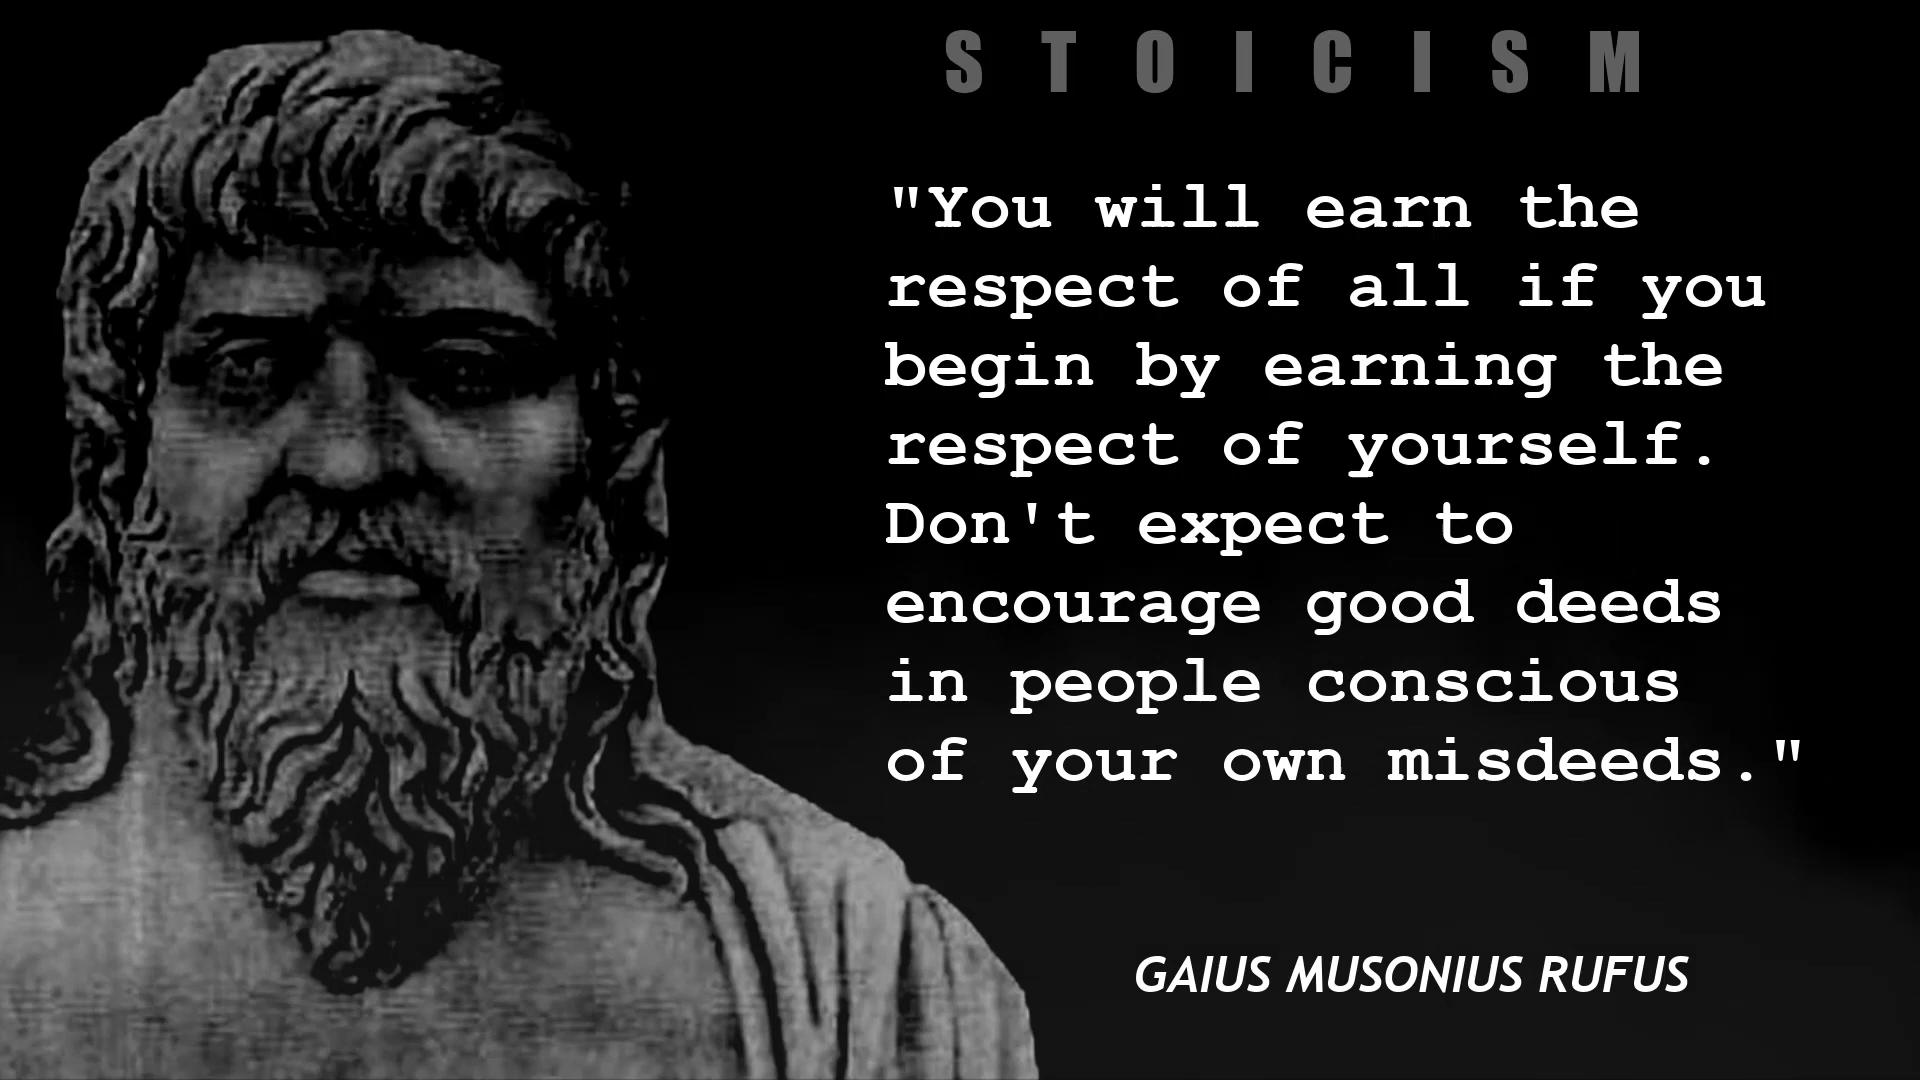 STOICISM
"You will earn the
respect of all if you
begin by earning the
respect of yourself.
Don't expect to
encourage good deeds
in people conscious
of your own misdeeds."
GAIUS MUSONIUS RUFUS